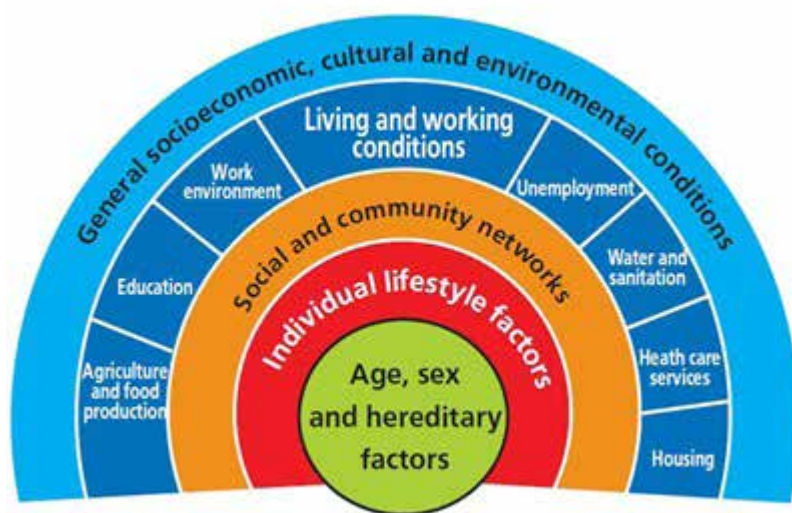 General socioeconomic, cultural and environmental conditions
Living and working
conditions
Work
environment
Unemployment
Education
Water and
sanitation
Agriculture
and food
production
Heath care
services
Housing
Social and community networks
Individual lifestyle factors
Age, sex
and hereditary
factors